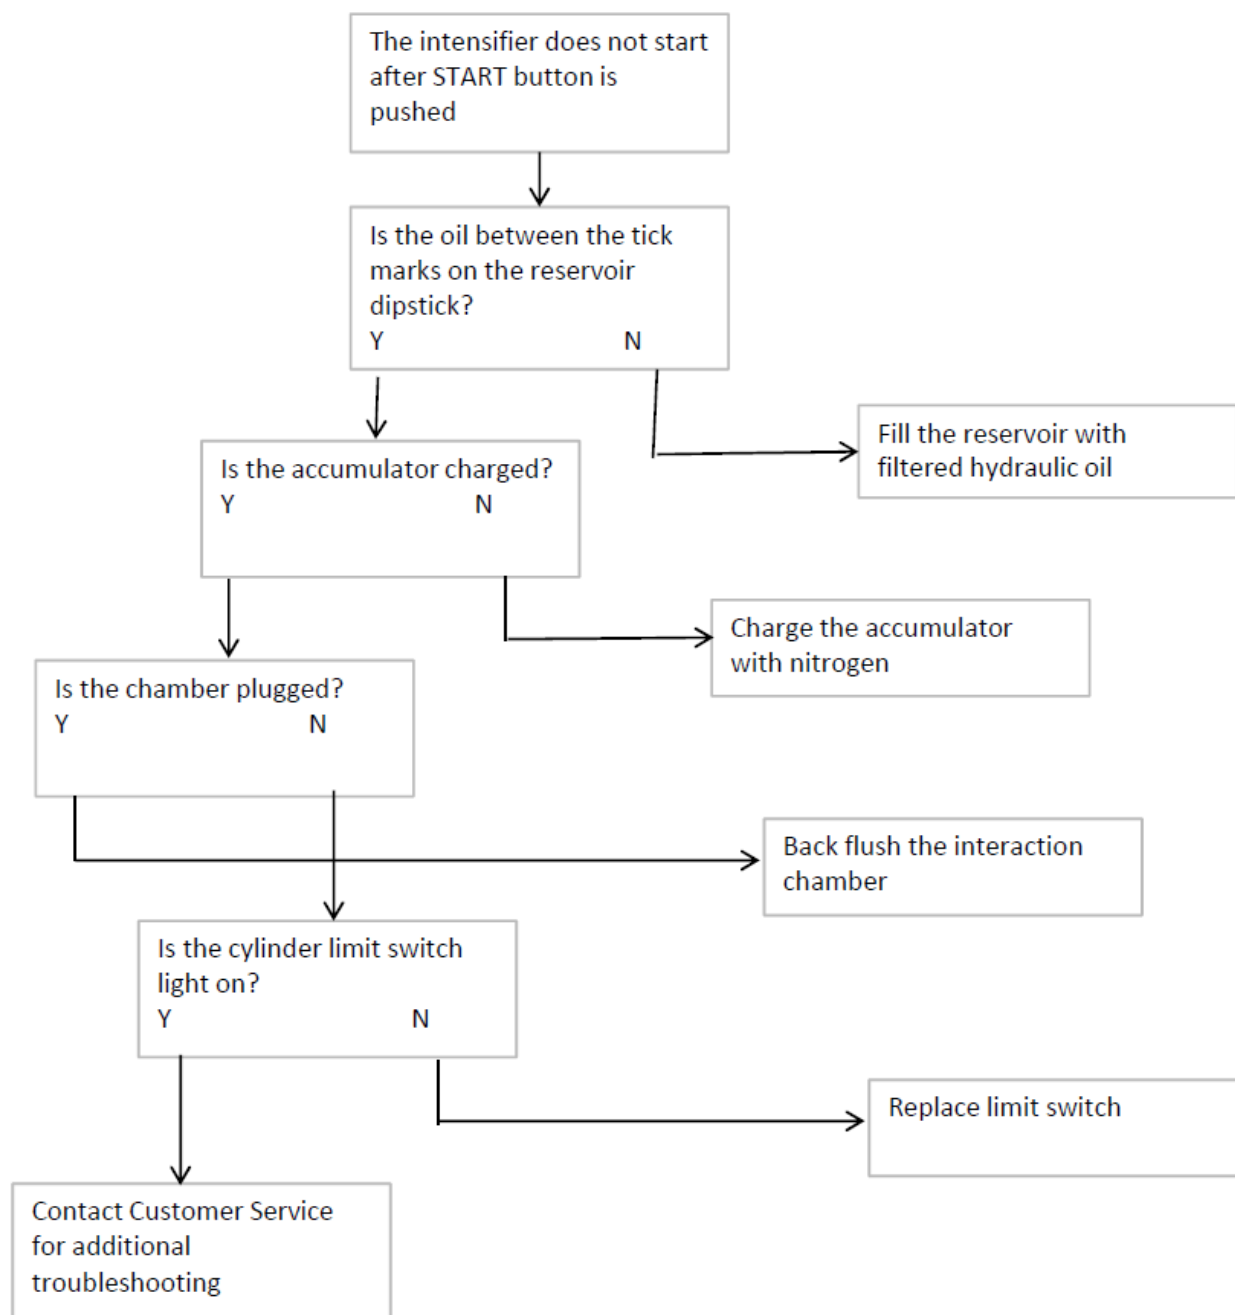 The intensifier does not start
after START button is
pushed
Is the oil between the tick
marks on the reservoir
dipstick?
Y N
Fill the reservoir with
filtered hydraulic oil
Is the accumulator charged?
Y N
Charge the accumulator
with nitrogen
Is the chamber plugged?
Y N
Back flush the interaction
chamber
Is the cylinder limit switch
light on?
Y N
Replace limit switch
Contact Customer Service
for additional
troubleshooting